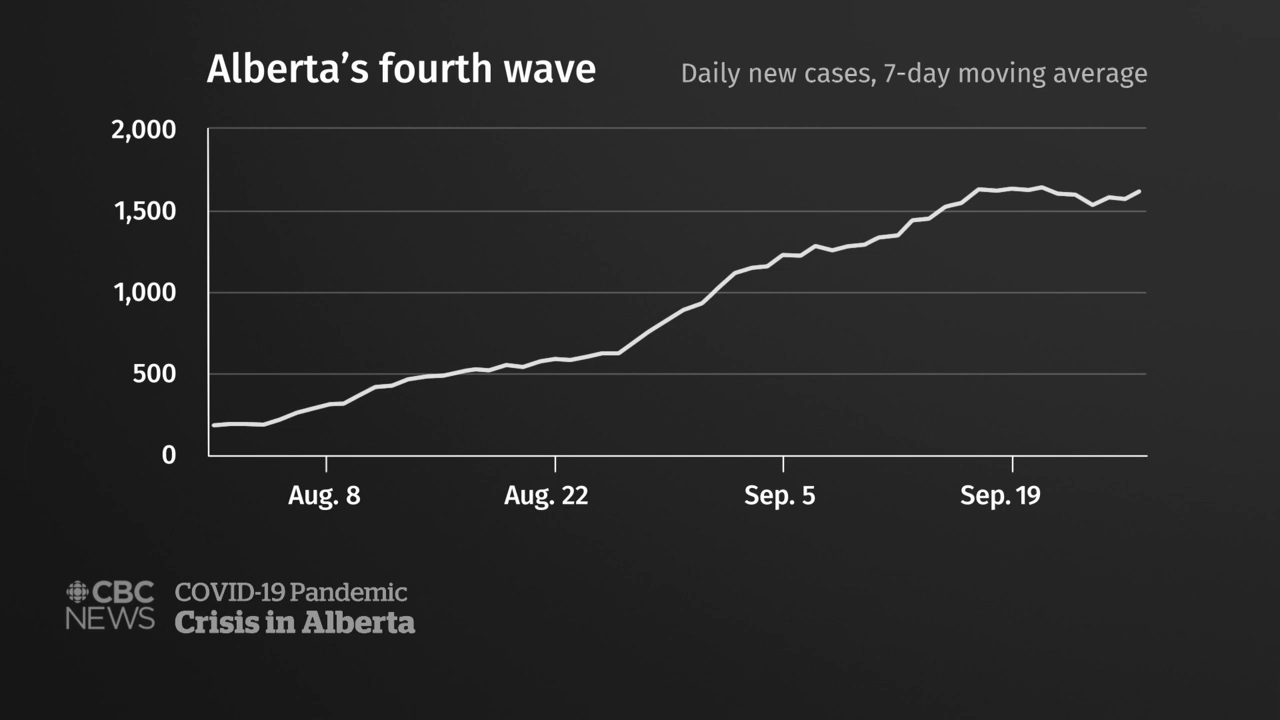 Alberta’s fourth wave
Daily new cases, 7-day moving average
2,000
1,500
1,000
500
0
Aug. 8
Aug. 22
Sep. 5
Sep. 19
CBC
NEWS
COVID-19 Pandemic
Crisis in Alberta